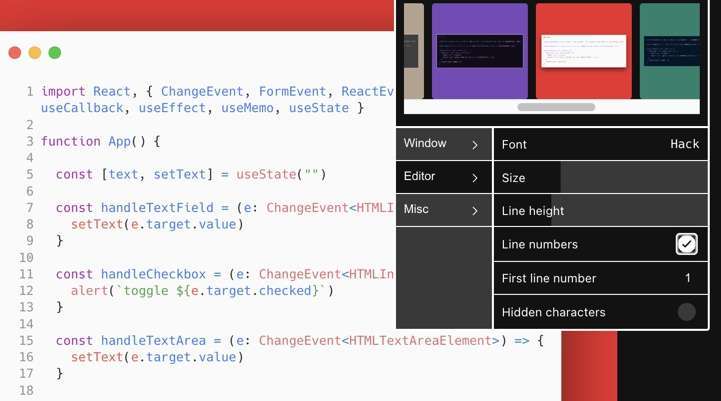 1 import React, { ChangeEvent, FormEvent, ReactEv
useCallback, useEffect, useMemo, useState }
2
3 function App() {
4
5 const [text, setText] = useState("")
6
7 const handleTextField = (e: ChangeEvent<HTMLI
8 setText(e.target.value)
9 }
10
11 const handleCheckbox = (e: ChangeEvent<HTMLIn
12 alert(`toggle ${e.target.checked}`)
13 }
14
15 const handleTextArea = (e: ChangeEvent<HTMLTextAreaElement>) => {
16 setText(e.target.value)
17 }
18
Window
Editor
Misc
Font Hack
Size
Line height
Line numbers
First line number 1
Hidden characters